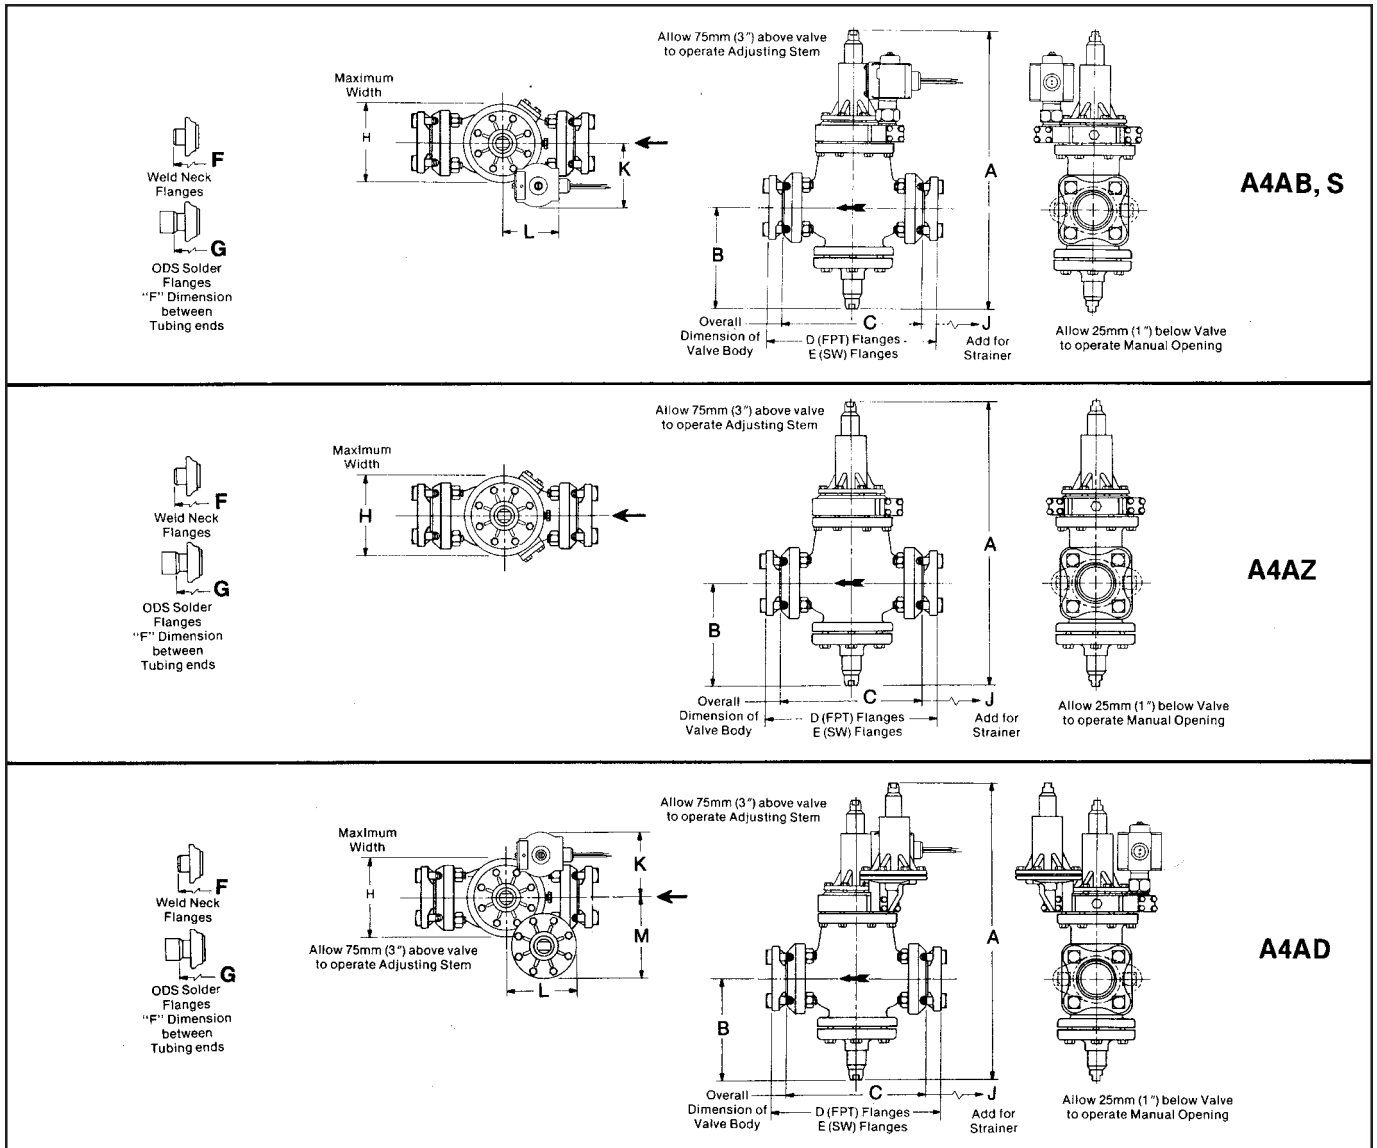 Allow 75mm (3″) above valve
to operate Adjusting Stem
Maximum
Width
H
K
L
F
Weld Neck
Flanges
G
ODS Solder
Flanges
"F" Dimension
between
Tubing ends
A
B
C
J
Overall
Dimension of
Valve Body
D (FPT) Flanges
E (SW) Flanges
Add for
Strainer
Allow 25mm (1″) below Valve
to operate Manual Opening
A4AB, S
Allow 75mm (3″) above valve
to operate Adjusting Stem
Maximum
Width
H
F
Weld Neck
Flanges
G
ODS Solder
Flanges
"F" Dimension
between
Tubing ends
A
B
C
J
Overall
Dimension of
Valve Body
D (FPT) Flanges
E (SW) Flanges
Add for
Strainer
Allow 25mm (1″) below Valve
to operate Manual Opening
A4AZ
Allow 75mm (3″) above valve
to operate Adjusting Stem
Maximum
Width
H
K
M
L
Allow 75mm (3″) above valve
to operate Adjusting Stem
F
Weld Neck
Flanges
G
ODS Solder
Flanges
"F" Dimension
between
Tubing ends
A
B
C
J
Overall
Dimension of
Valve Body
D (FPT) Flanges
E (SW) Flanges
Add for
Strainer
Allow 25mm (1″) below Valve
to operate Manual Opening
A4AD